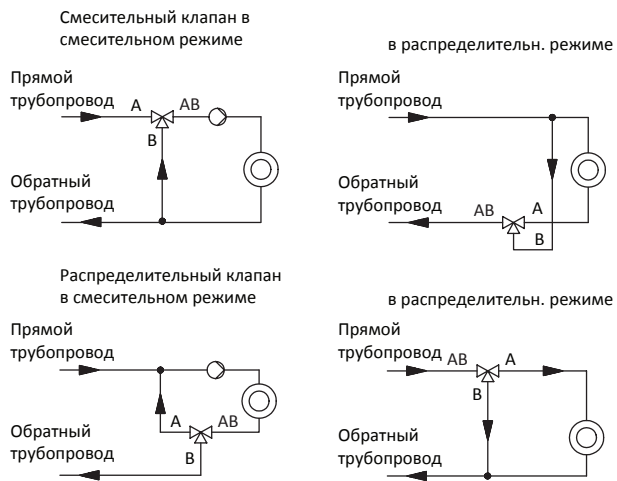 Смесительный клапан в
смесительном режиме
Прямой
трубопровод
A
AB
B
Обратный
трубопровод
в распределительн. режиме
Прямой
трубопровод
Обратный
трубопровод
AB
A
B
Распределительный клапан
в смесительном режиме
Прямой
трубопровод
A
AB
B
Обратный
трубопровод
в распределительн. режиме
Прямой
трубопровод
AB
A
B
Обратный
трубопровод